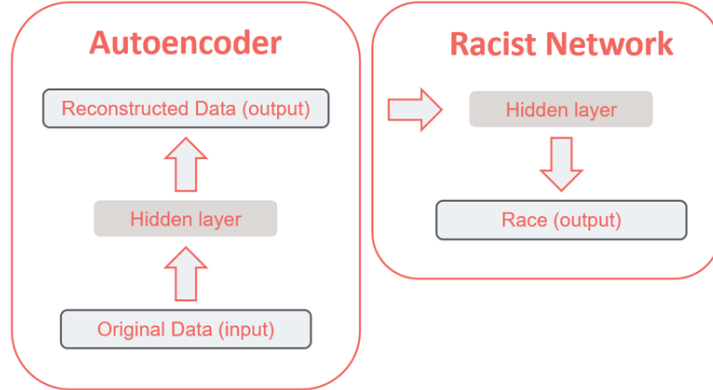 Autoencoder
Reconstructed Data (output)
Hidden layer
Original Data (input)
Racist Network
Hidden layer
Race (output)